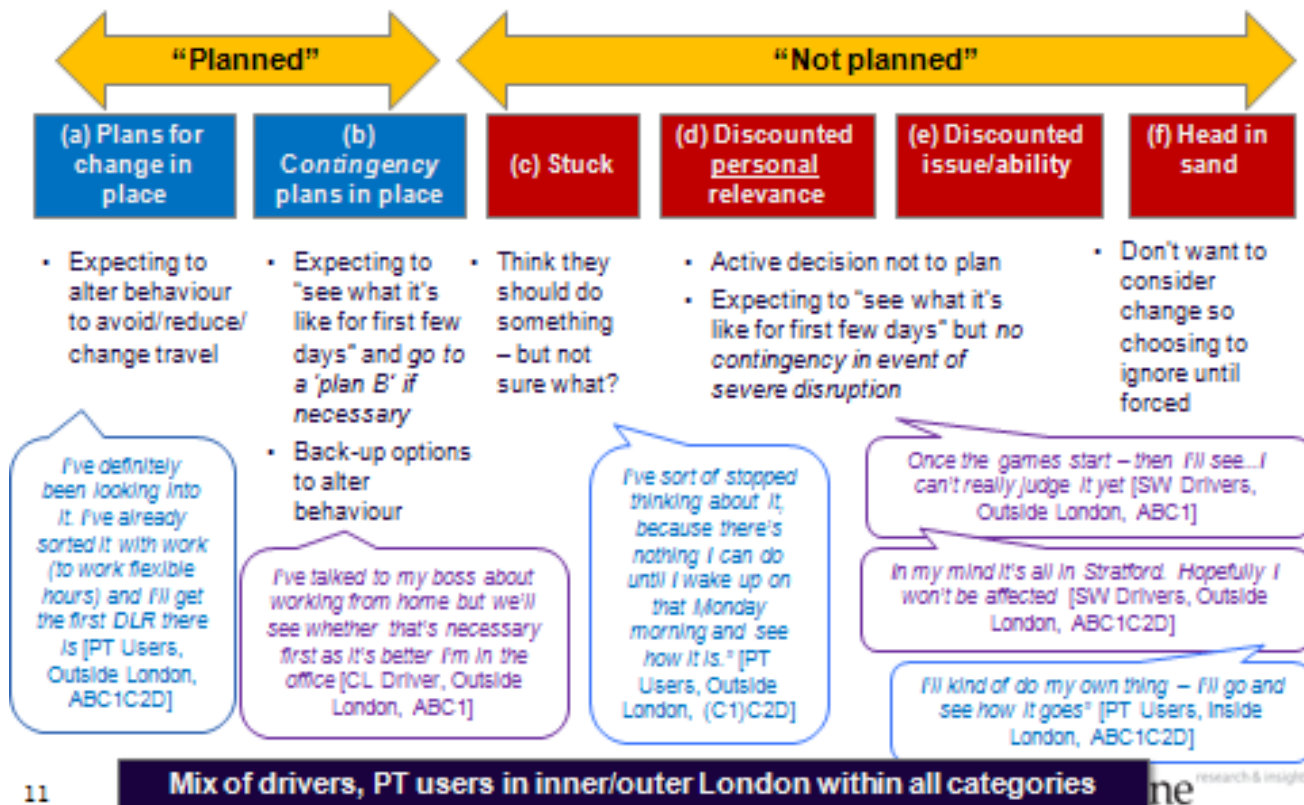 “Planned”
“Not planned”
(a) Plans for
change in
place
(b)
Contingency
plans in place
(c) Stuck
(d) Discounted
personal
relevance
(e) Discounted
issue/ability
(f) Head in
sand
• Expecting to
alter behaviour
to avoid/reduce/
change travel
• Expecting to
“see what it’s
like for first few
days” and go to
a ‘plan B’ if
necessary
• Back-up options
to alter
behaviour
• Think they
should do
something
– but not
sure what?
• Active decision not to plan
• Expecting to “see what it’s
like for first few days” but no
contingency in event of
severe disruption
• Don’t want to
consider
change so
choosing to
ignore until
forced
I’ve definitely
been looking into
it. I’ve already
sorted it with work
(to work flexible
hours) and I’ll get
the first DLR there
is [PT Users,
Outside London,
ABC1C2D]
I’ve talked to my boss about
working from home but we’ll
see whether that’s necessary
first as it’s better I’m in the
office [CL Driver, Outside
London, ABC1]
I’ve sort of stopped
thinking about it,
because there’s
nothing I can do
until I wake up on
that Monday
morning and see
how it is.” [PT
Users, Outside
London, (C1)C2D]
Once the games start – then I’ll see...I
can’t really judge it yet [SW Drivers,
Outside London, ABC1]
In my mind it’s all in Stratford. Hopefully I
won’t be affected [SW Drivers, Outside
London, ABC1C2D]
I’ll kind of do my own thing – I’ll go and
see how it goes” [PT Users, Inside
London, ABC1C2D]
11
Mix of drivers, PT users in inner/outer London within all categories
ne
research & insight